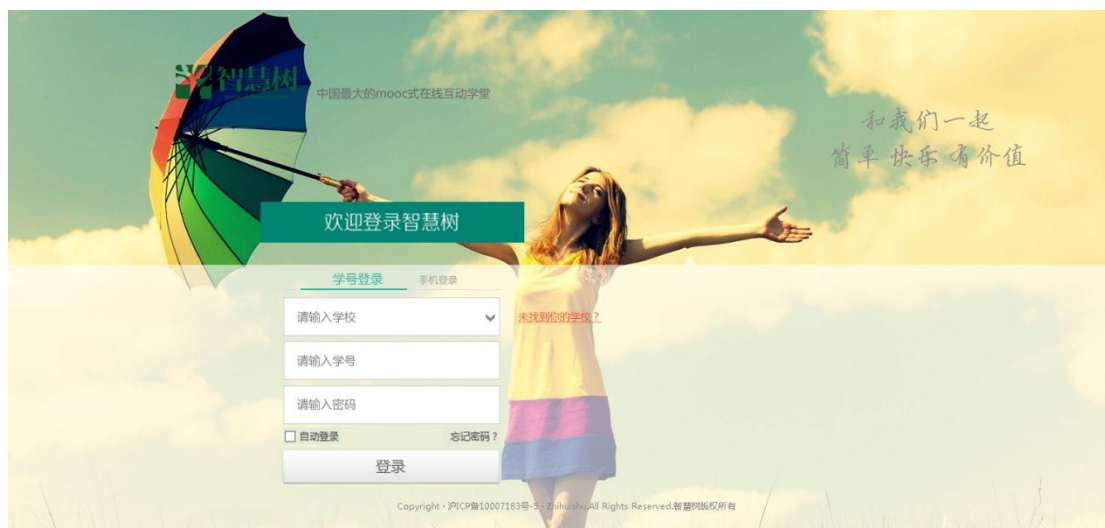 智慧树
中国最大的mooc式在线互动学堂
和我们一起
简单 快乐 有价值
欢迎登录智慧树
学号登录 手机登录
请输入学校
未找到你的学校？
请输入学号
请输入密码
自动登录 忘记密码？
登录
Copyright · 沪ICP备10007183号-5 · Zhihuishu.All Rights Reserved.智慧树版权所有